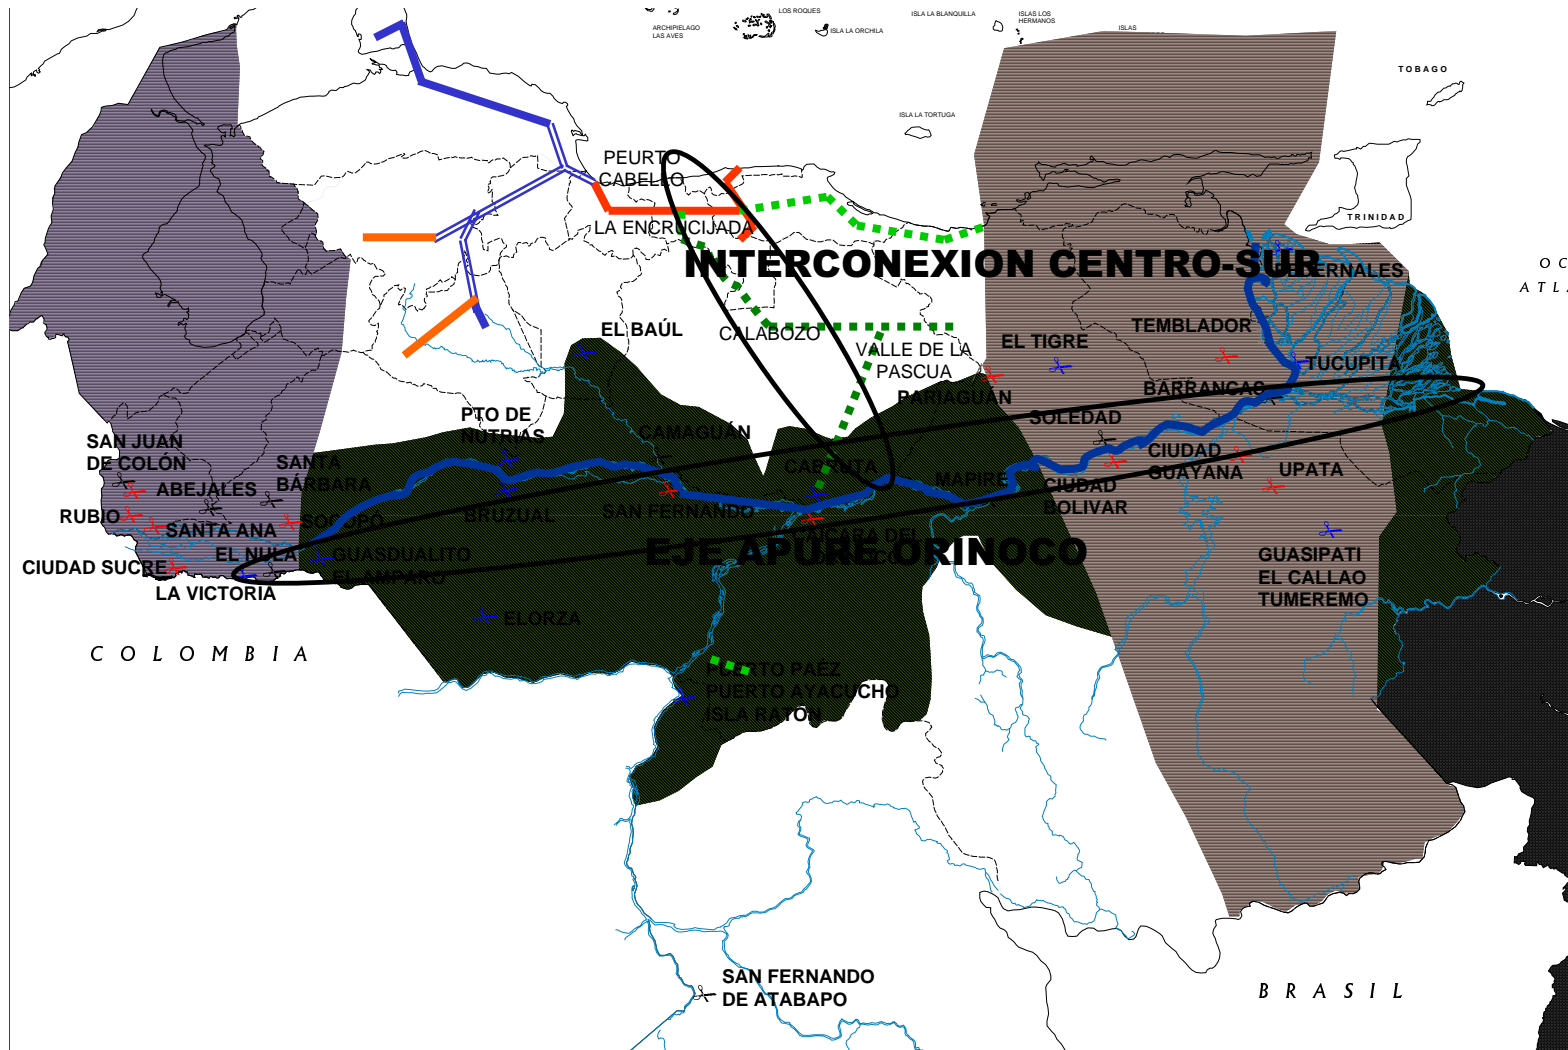 LOS ROQUES
ISLA LA BLANQUILLA
ISLAS LOS
HERMANOS
ARCHIPIELAGO
LAS AVES
ISLA LA ORCHILA
ISLAS
TOBAGO
ISLA LA TORTUGA
PEURTO
CABELLO
TRINIDAD
LA ENCRUCIJADA
INTERCONEXION CENTRO-SUR
EL BAÚL
CALABOZO
VALLE DE LA
PASCUA
EL TIGRE
TEMBLADOR
TUCUPITA
PARIAGUÁN
BARRANCAS
SOLEDAD
PTO DE
NUTRIAS
CAMAGUÁN
SAN JUAN
DE COLÓN
SANTA
BÁRBARA
ABEJALES
CABRUTA
MAPIRE
CIUDAD
GUAYANA
UPATA
CIUDAD
BOLIVAR
RUBIO
SOCOPÓ
BRUZUAL
SAN FERNANDO
SANTA ANA
EL NULA
GUASDUALITO
EL AMPARO
CAICARA DEL
EJE APURE ORINOCO
CIUDAD SUCRE
LA VICTORIA
GUASIPATI
EL CALLAO
TUMEREMO
ELORZA
COLOMBIA
PUERTO PAÉZ
PUERTO AYACUCHO
ISLA RATÓN
SAN FERNANDO
DE ATABAPO
BRASIL